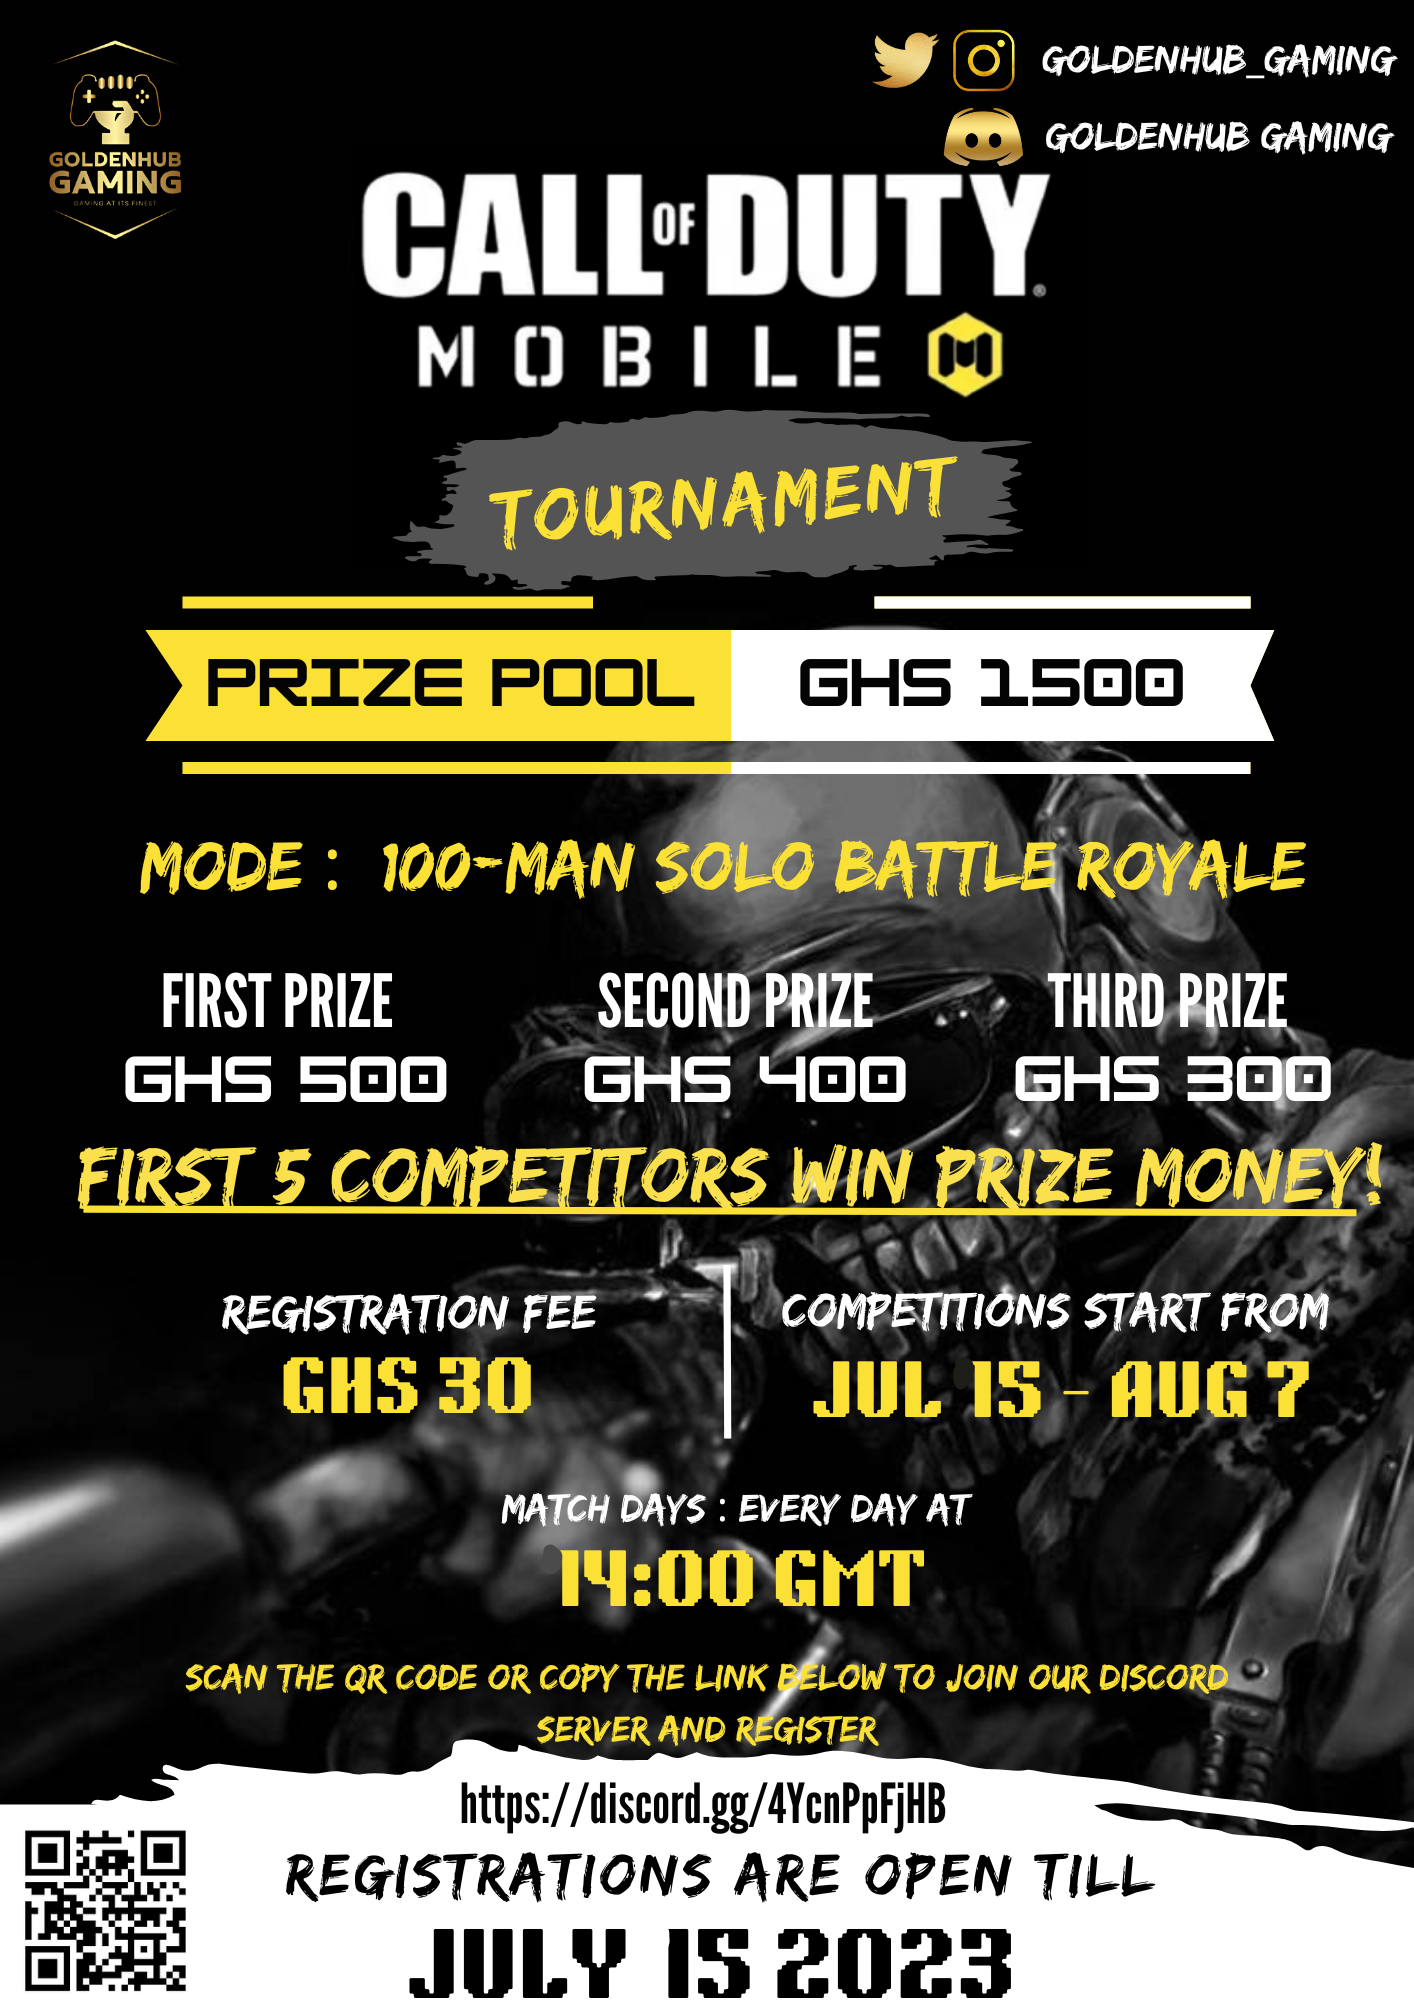 GOLDENHUB
GAMING
GAMING AT ITS FINEST
GOLDENHUB_GAMING
GOLDENHUB GAMING
CALL OF DUTY®
MOBILE
TOURNAMENT
PRIZE POOL GHS 1500
MODE : 100-MAN SOLO BATTLE ROYALE
FIRST PRIZE SECOND PRIZE THIRD PRIZE
GHS 500 GHS 400 GHS 300
FIRST 5 COMPETITORS WIN PRIZE MONEY!
REGISTRATION FEE
GHS 30
COMPETITIONS START FROM
JUL 15 - AUG 7
MATCH DAYS : EVERY DAY AT
14:00 GMT
SCAN THE QR CODE OR COPY THE LINK BELOW TO JOIN OUR DISCORD
SERVER AND REGISTER
https://discord.gg/4YcnPpFjHB
REGISTRATIONS ARE OPEN TILL
JULY 15 2023